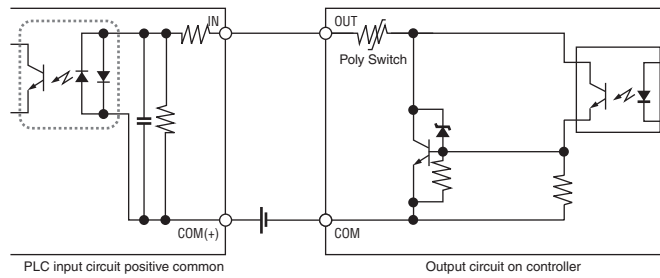 IN
OUT
Poly Switch
COM(+)
COM
PLC input circuit positive common
Output circuit on controller